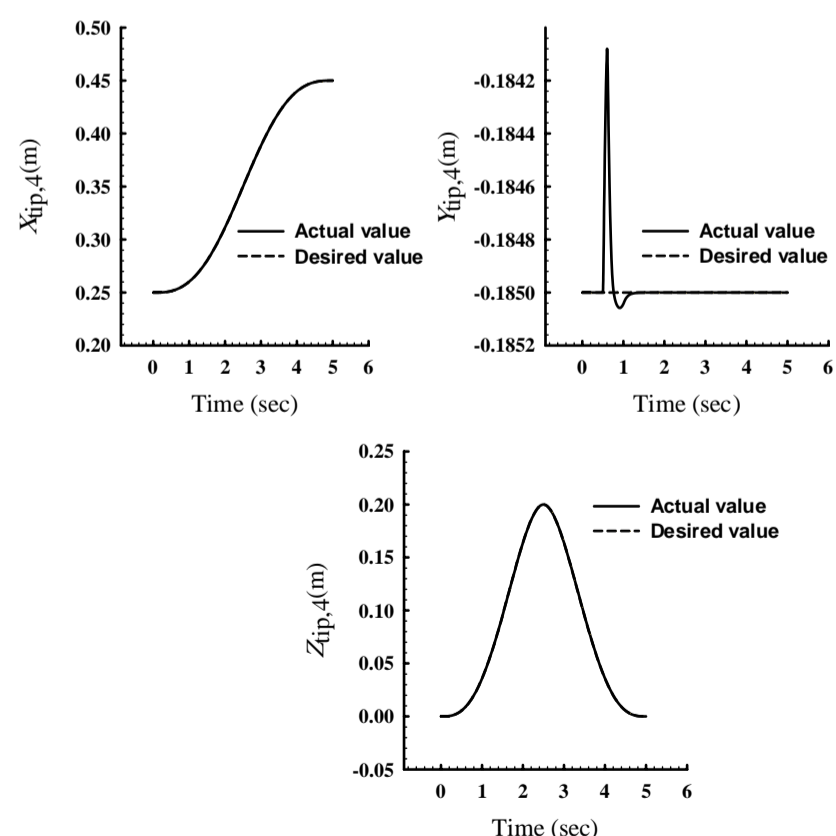 0.50
0.45
0.40
0.35
0.30
0.25
0.20
Xtip,4(m)
Actual value
Desired value
0 1 2 3 4 5 6
Time (sec)
-0.1842
-0.1844
-0.1846
-0.1848
-0.1850
-0.1852
Ytip,4(m)
Actual value
Desired value
0 1 2 3 4 5 6
Time (sec)
0.25
0.20
0.15
0.10
0.05
0.00
-0.05
Ztip,4(m)
Actual value
Desired value
0 1 2 3 4 5 6
Time (sec)